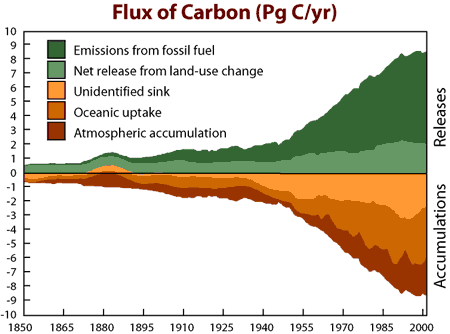 Flux of Carbon (Pg C/yr)
10
9
8
7
6
5
4
3
2
1
0
-1
-2
-3
-4
-5
-6
-7
-8
-9
-10
Emissions from fossil fuel
Net release from land-use change
Unidentified sink
Oceanic uptake
Atmospheric accumulation
Releases
Accumulations
1850 1865 1880 1895 1910 1925 1940 1955 1970 1985 2000